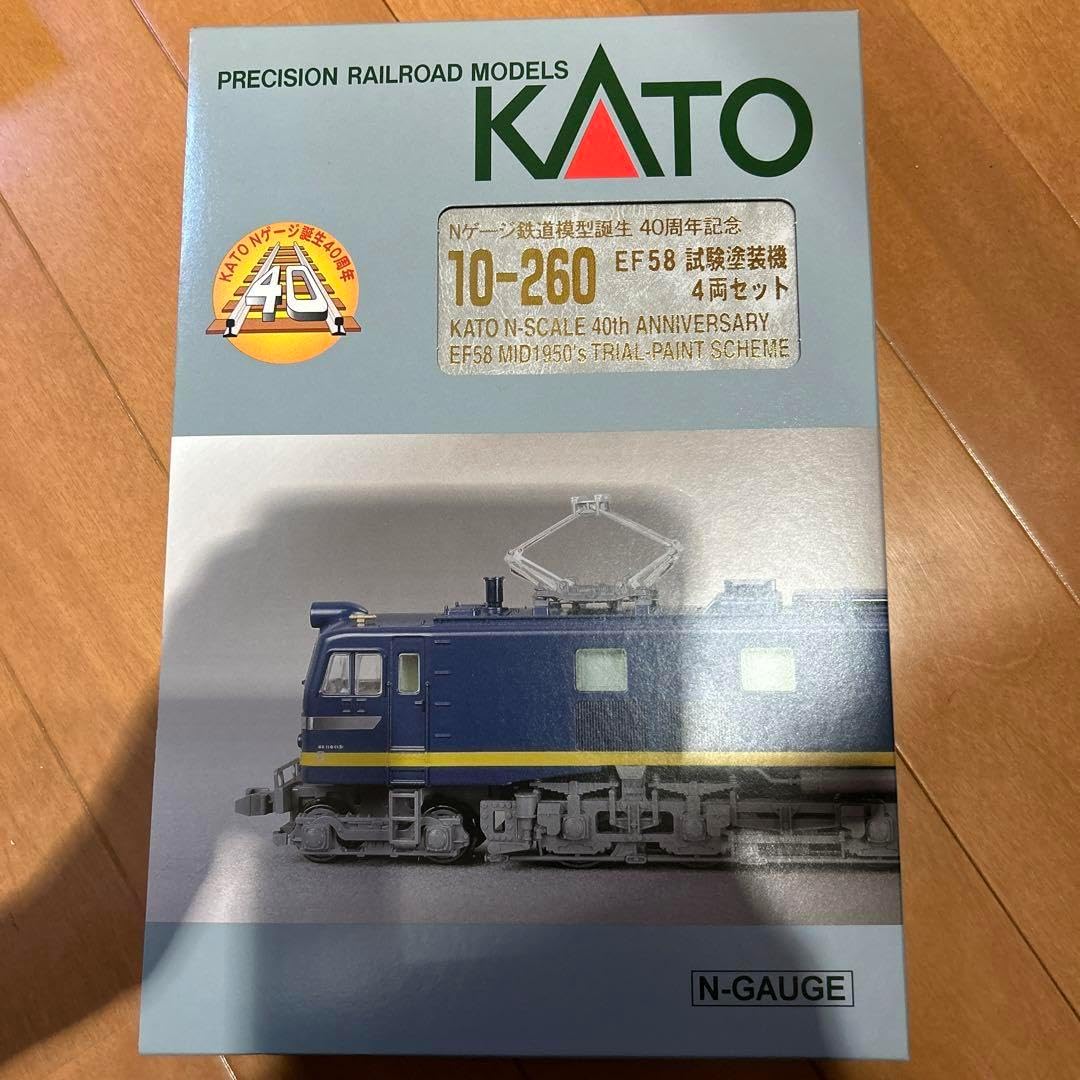 PRECISION RAILROAD MODELS
KATO
KATO Nゲージ誕生40周年
40
Nゲージ鉄道模型誕生 40周年記念
10-260 EF58 試験塗装機
4両セット
KATO N-SCALE 40th ANNIVERSARY
EF58 MID1950's TRIAL-PAINT SCHEME
N-GAUGE